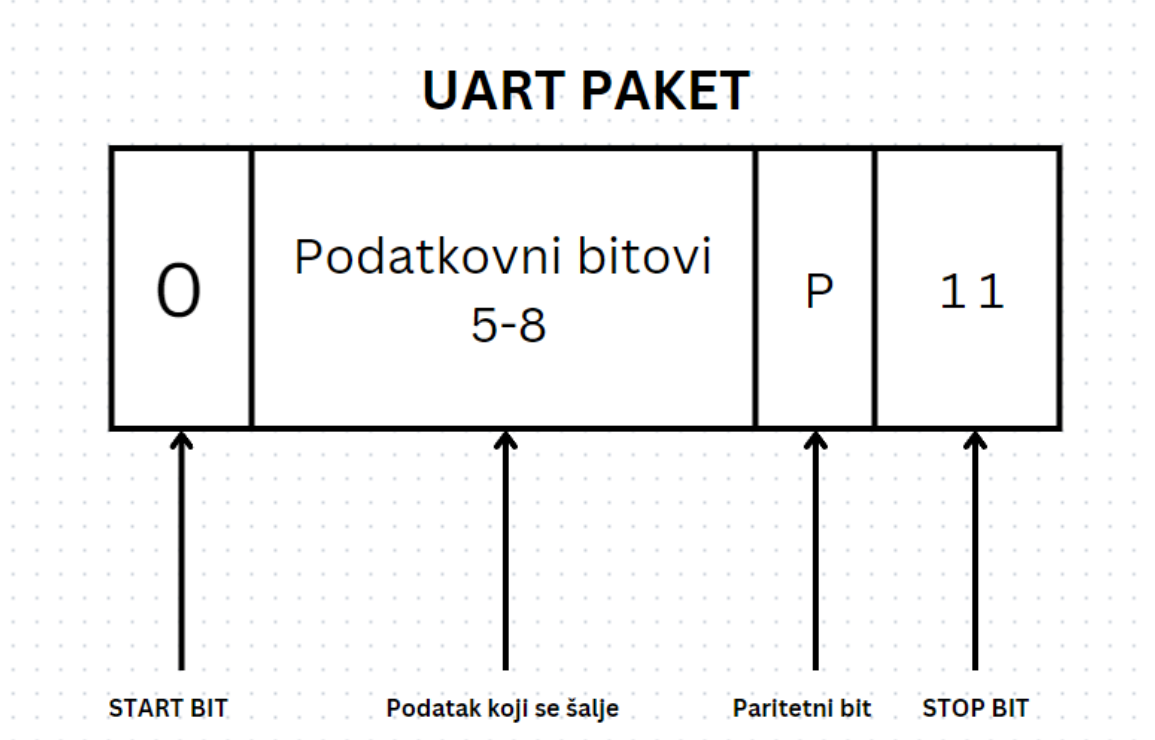 UART PAKET
0
Podatkovni bitovi
5-8
P
1 1
START BIT
Podatak koji se šalje
Paritetni bit
STOP BIT